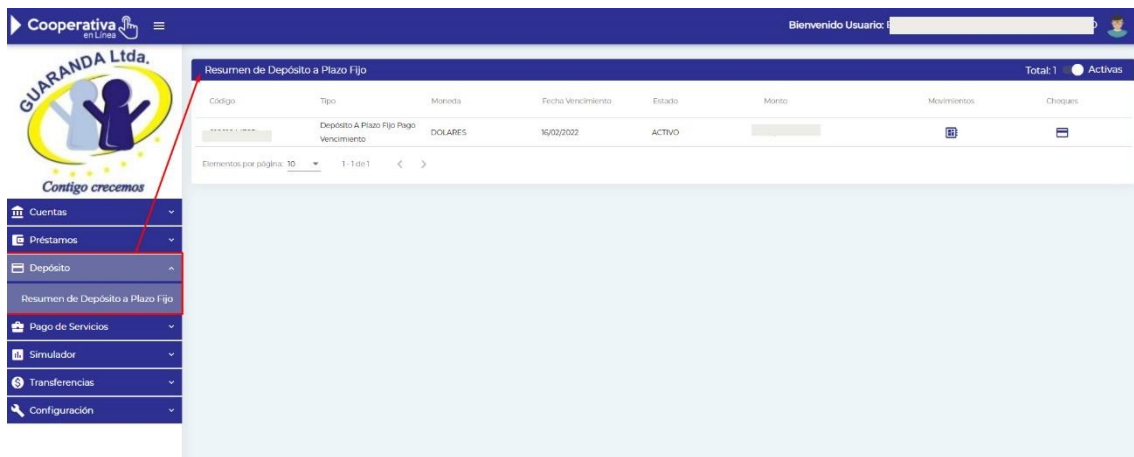 Cooperativa
en Línea
Bienvenido Usuario:
GUARANDA Ltda.
Contigo crecemos
Resumen de Depósito a Plazo Fijo
Total: 1 Activas
Código Tipo Moneda Fecha Vencimiento Estado Monto Movimientos Cheques
Depósito A Plazo Fijo Pago
Vencimiento
DOLARES 16/02/2022 ACTIVO
Elementos por página: 10 1 - 1 de 1
Cuentas
Préstamos
Depósito
Resumen de Depósito a Plazo Fijo
Pago de Servicios
Simulador
Transferencias
Configuración